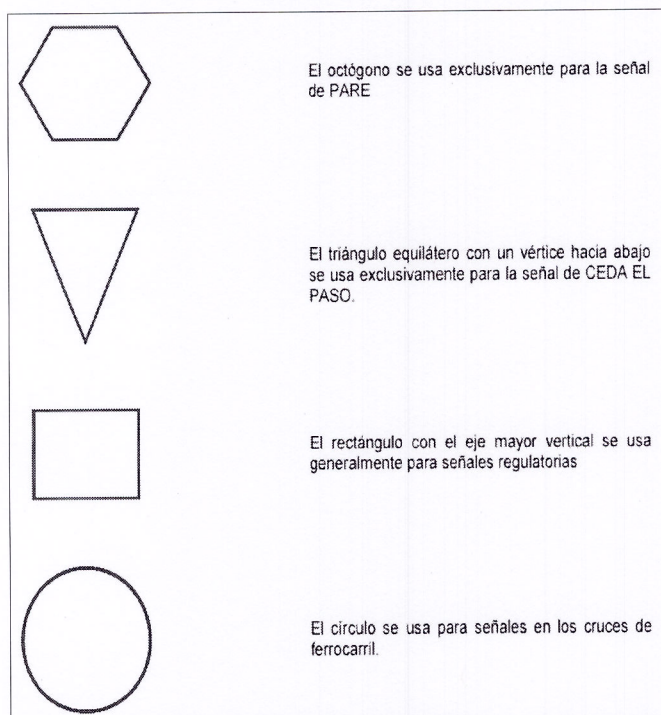 El octógono se usa exclusivamente para la señal
de PARE
El triángulo equilátero con un vértice hacia abajo
se usa exclusivamente para la señal de CEDA EL
PASO.
El rectángulo con el eje mayor vertical se usa
generalmente para señales regulatorias
El círculo se usa para señales en los cruces de
ferrocarril.